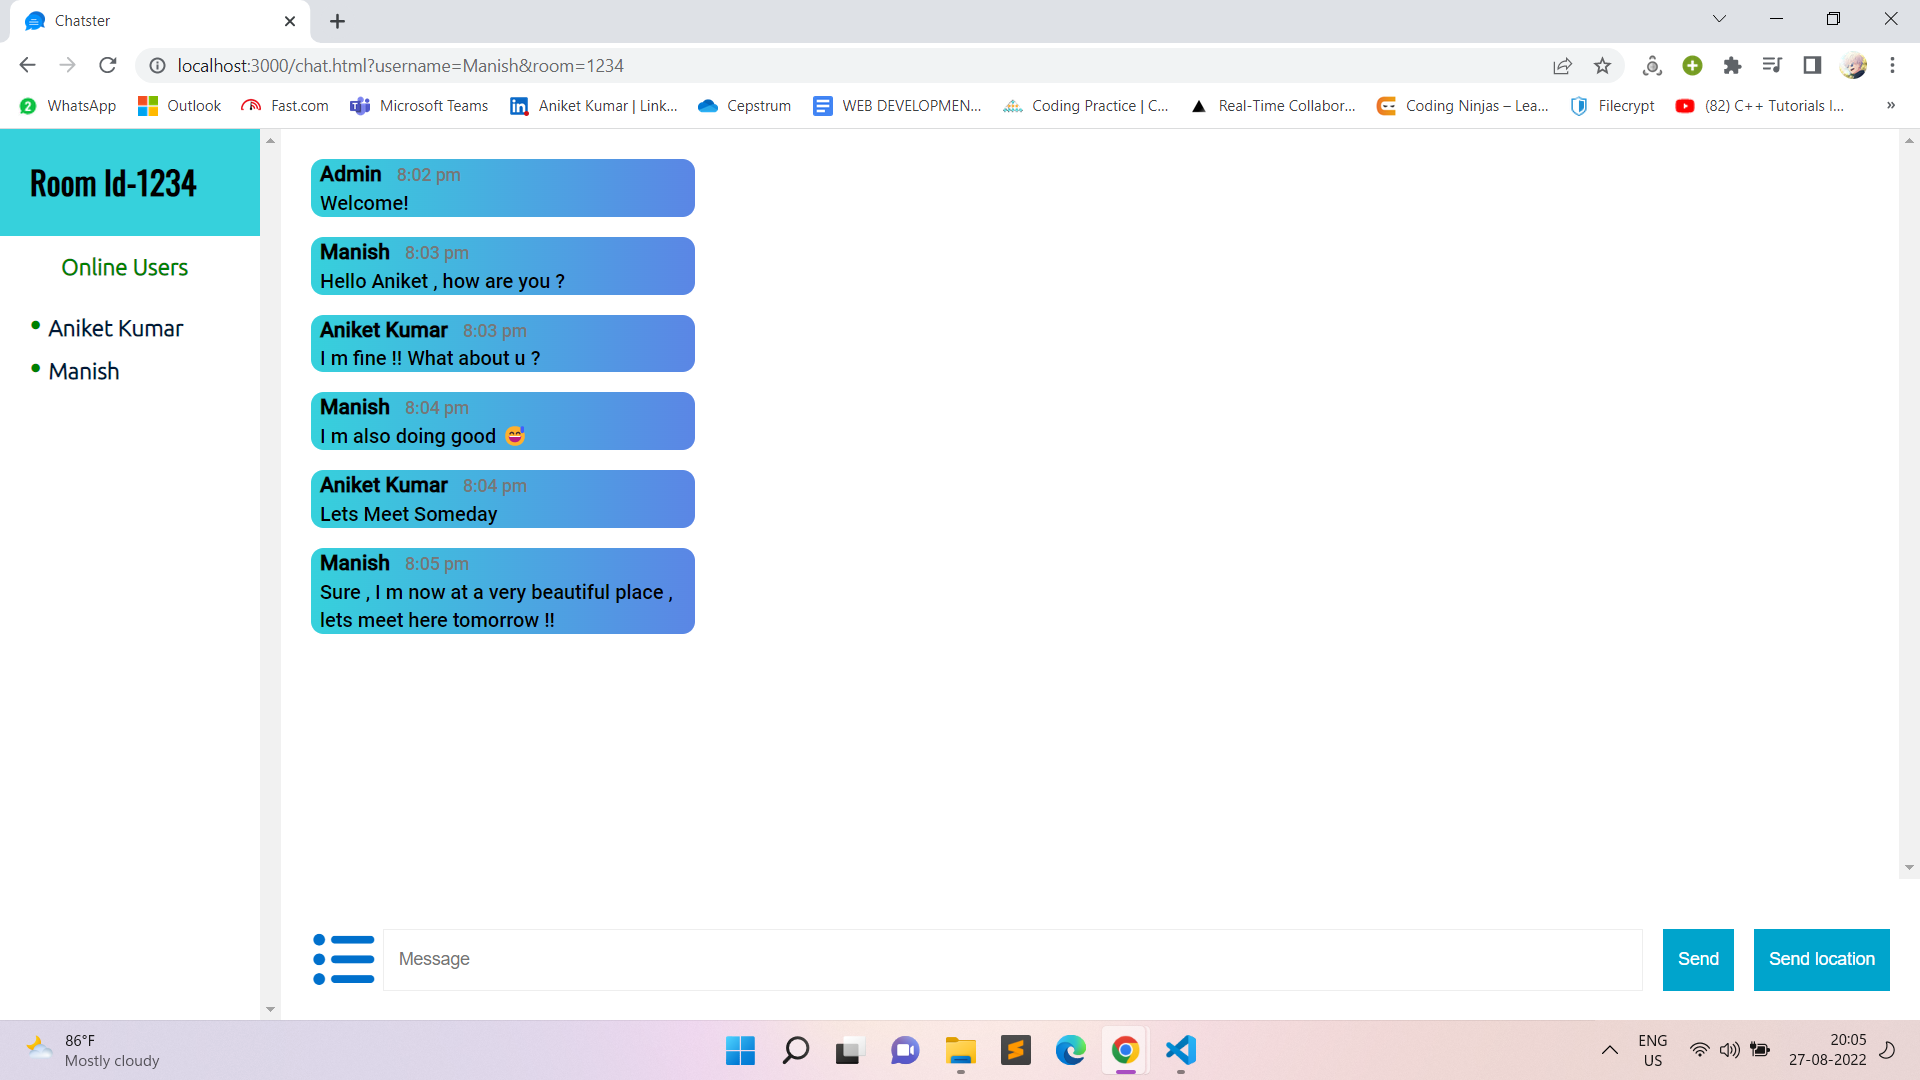 Chatster
localhost:3000/chat.html?username=Manish&room=1234
2 WhatsApp Outlook Fast.com Microsoft Teams Aniket Kumar | Link... Cepstrum WEB DEVELOPMEN... Coding Practice | C... Real-Time Collabor... Coding Ninjas – Lea... Filecrypt (82) C++ Tutorials I... »
Room Id-1234
Online Users
• Aniket Kumar
• Manish
Admin 8:02 pm
Welcome!
Manish 8:03 pm
Hello Aniket , how are you ?
Aniket Kumar 8:03 pm
I m fine !! What about u ?
Manish 8:04 pm
I m also doing good 😅
Aniket Kumar 8:04 pm
Lets Meet Someday
Manish 8:05 pm
Sure , I m now at a very beautiful place ,
lets meet here tomorrow !!
Message
Send
Send location
86°F
Mostly cloudy
ENG
US
20:05
27-08-2022